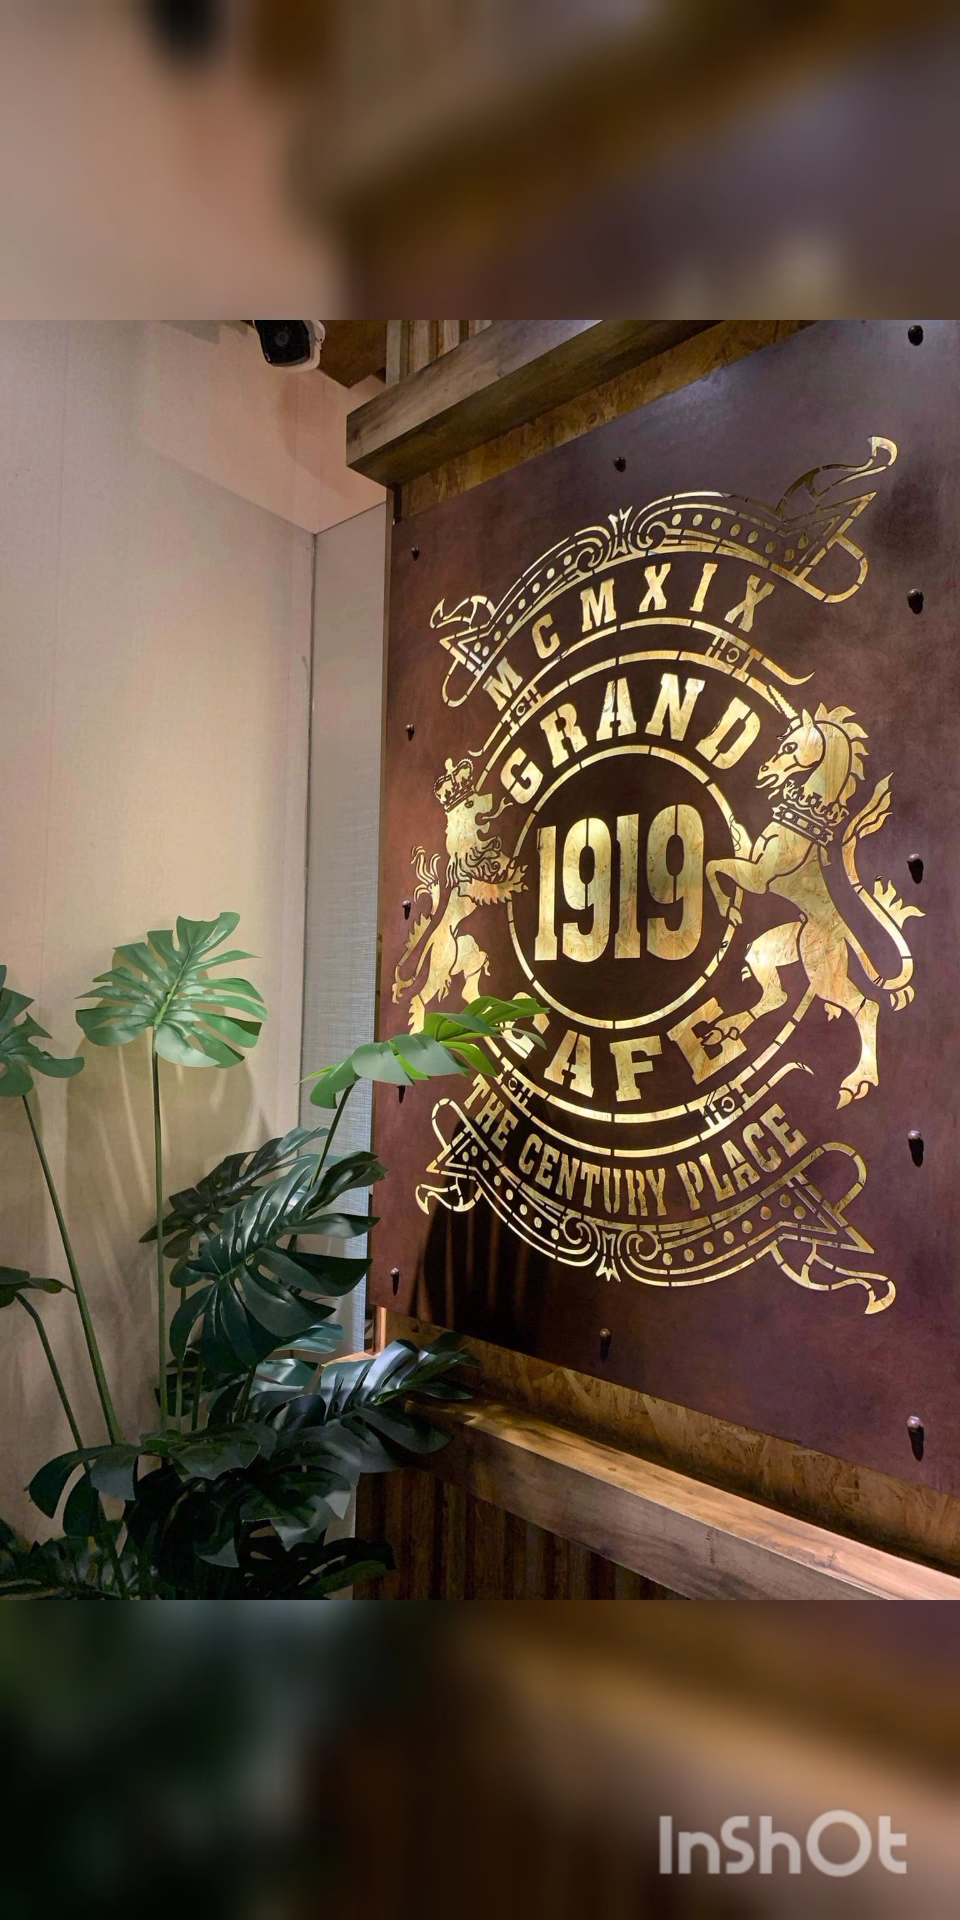 MCMXIX
GRAND
1919
CAFE
THE CENTURY PLACE
InShOt